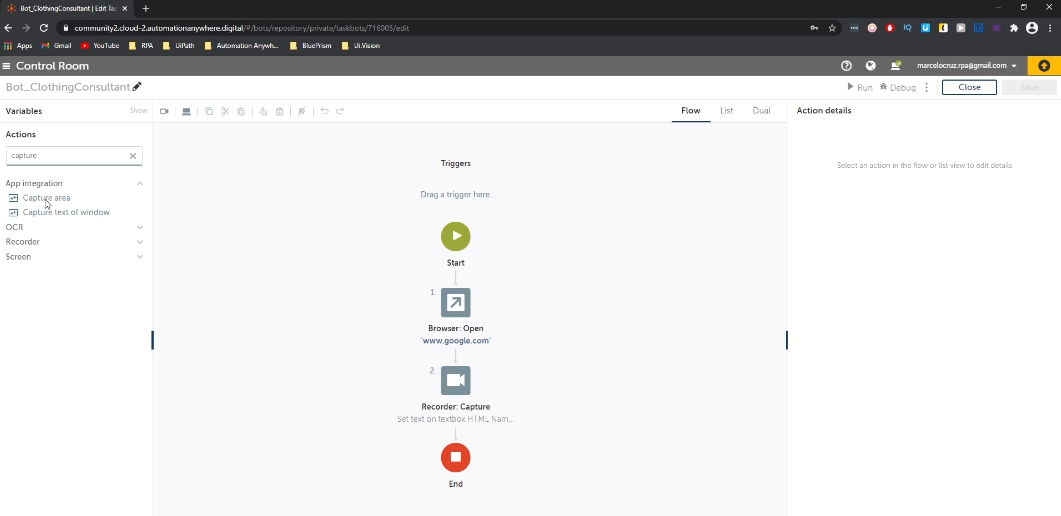 Bot_ClothingConsultant | Edit Tas
community2.cloud-2.automationanywhere.digital/#/bots/repository/private/taskbots/716005/edit
Apps
Gmail
YouTube
RPA
UiPath
Automation Anywh...
BluePrism
Ui.Vision
Control Room
marcelocruz.rpa@gmail.com
Bot_ClothingConsultant
Run
Debug
Close
Save
Variables
Show
Flow
List
Dual
Action details
Actions
capture
Triggers
Select an action in the flow or list view to edit details
App integration
Drag a trigger here...
Capture area
Capture text of window
OCR
Recorder
Screen
Start
1.
Browser: Open
"www.google.com"
2.
Recorder: Capture
Set text on textbox HTML Nam...
End